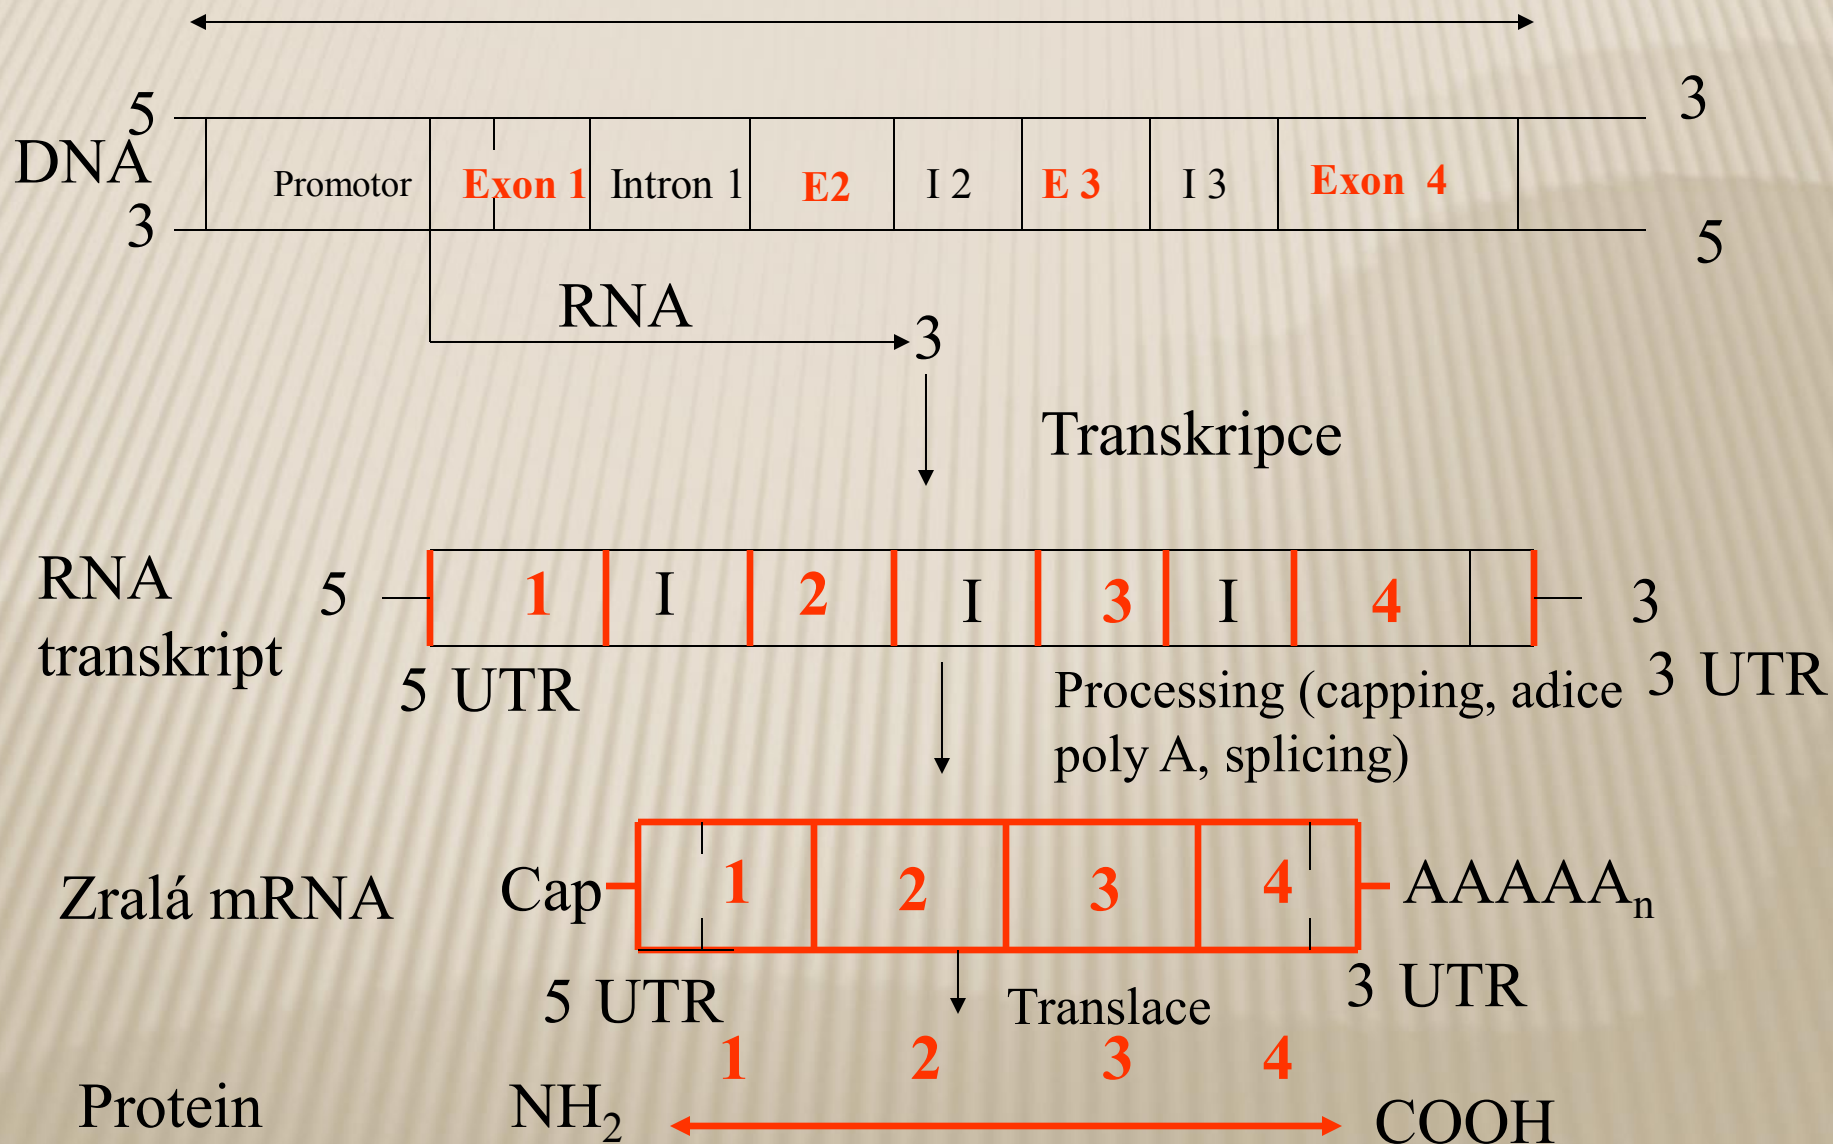 5 3
DNA Promotor Exon 1 Intron 1 E2 I 2 E 3 I 3 Exon 4
3 5
RNA
3
Transkripce
RNA
transkript 5 1 I 2 I 3 I 4 3
5 UTR 3 UTR
Processing (capping, adice
poly A, splicing)
Zralá mRNA Cap 1 2 3 4 AAAAAn
5 UTR 3 UTR
Translace
1 2 3 4
Protein NH2 COOH